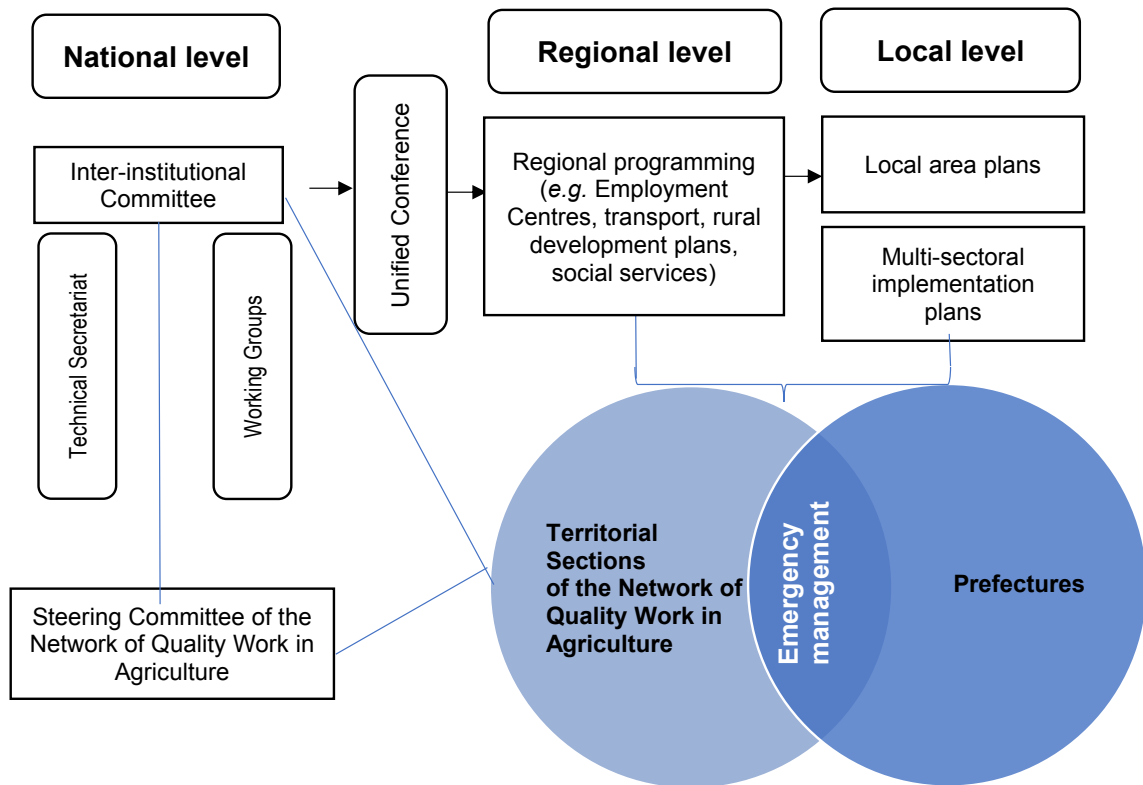 National level
Regional level
Local level
Inter-institutional
Committee
Technical Secretariat
Working Groups
Unified Conference
Regional programming
(e.g. Employment
Centres, transport, rural
development plans,
social services)
Local area plans
Multi-sectoral
implementation
plans
Steering Committee of the
Network of Quality Work in
Agriculture
Territorial
Sections
of the Network of
Quality Work in
Agriculture
Emergency
management
Prefectures